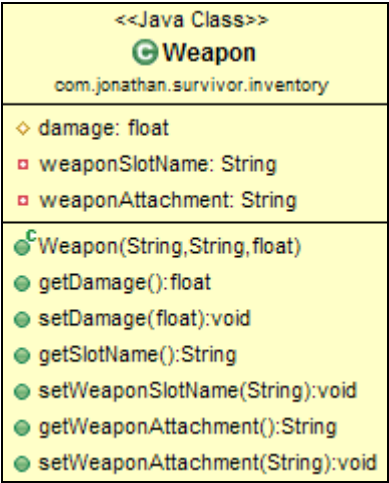 <<Java Class>>
C Weapon
com.jonathan.survivor.inventory
damage: float
weaponSlotName: String
weaponAttachment: String
C Weapon(String,String,float)
getDamage():float
setDamage(float):void
getSlotName():String
setWeaponSlotName(String):void
getWeaponAttachment():String
setWeaponAttachment(String):void